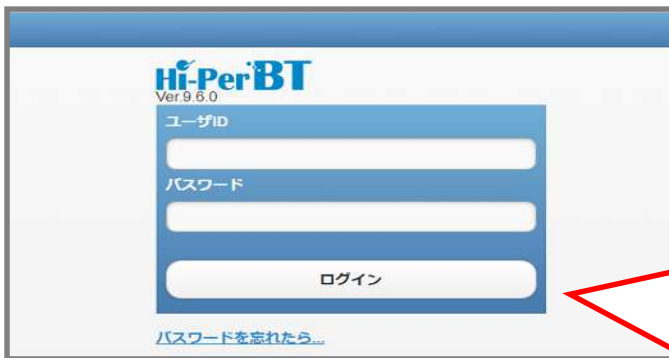 Hi-Per BT
Ver.9.6.0
ユーザID
パスワード
ログイン
パスワードを忘れたら...